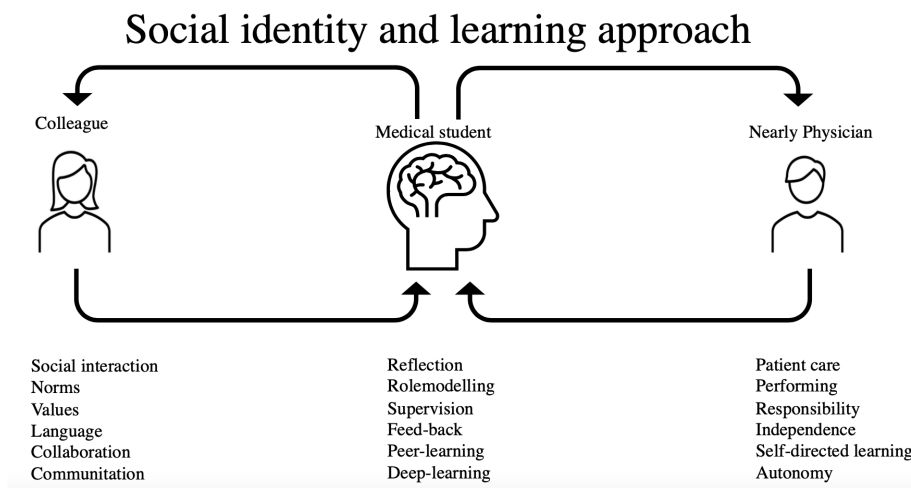 Social identity and learning approach
Colleague
Medical student
Nearly Physician
Social interaction
Norms
Values
Language
Collaboration
Communitation
Reflection
Rolemodelling
Supervision
Feed-back
Peer-learning
Deep-learning
Patient care
Performing
Responsibility
Independence
Self-directed learning
Autonomy